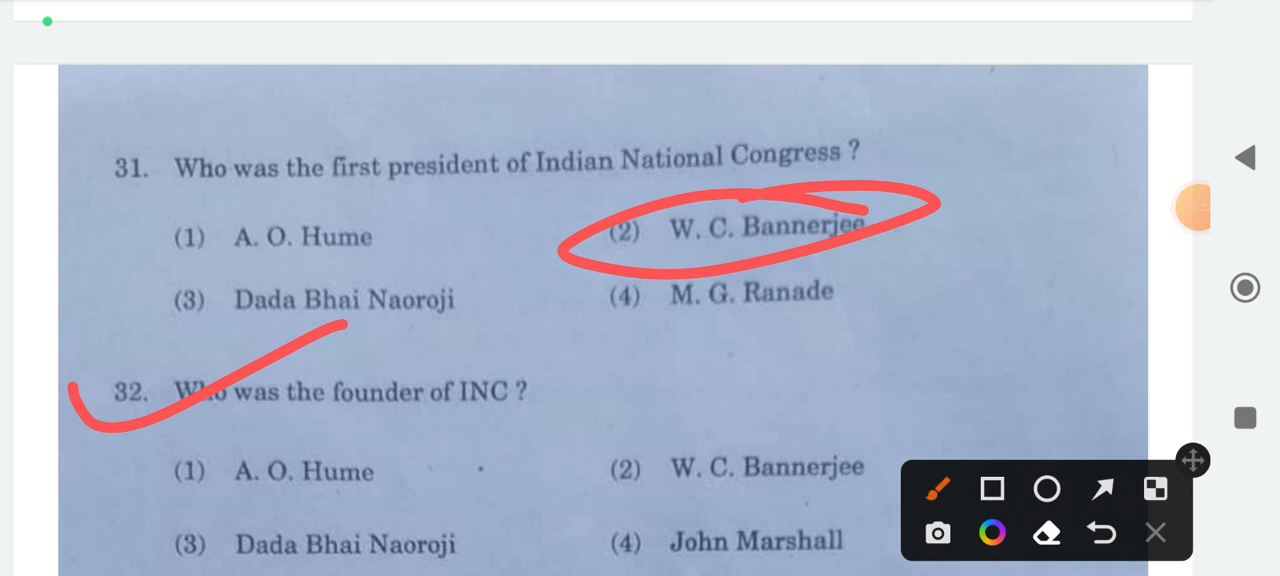 31. Who was the first president of Indian National Congress ?
(1) A. O. Hume (2) W. C. Bannerjee
(3) Dada Bhai Naoroji (4) M. G. Ranade
32. Who was the founder of INC ?
(1) A. O. Hume (2) W. C. Bannerjee
(3) Dada Bhai Naoroji (4) John Marshall